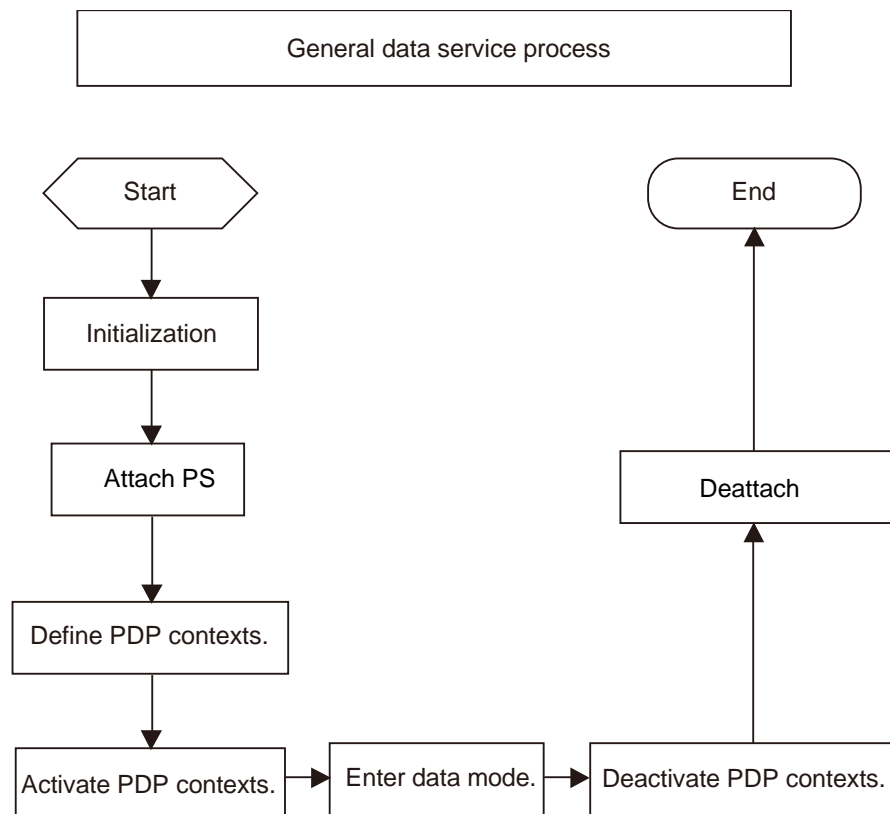 General data service process
Start
End
Initialization
Attach PS
Deattach
Define PDP contexts.
Activate PDP contexts.
Enter data mode.
Deactivate PDP contexts.